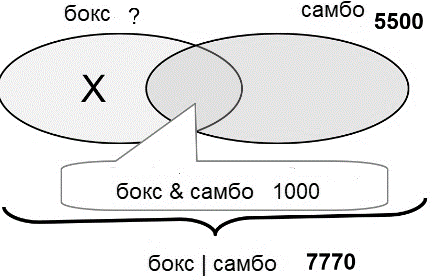 бокс ? самбо 5500
X
бокс & самбо 1000
бокс | самбо 7770